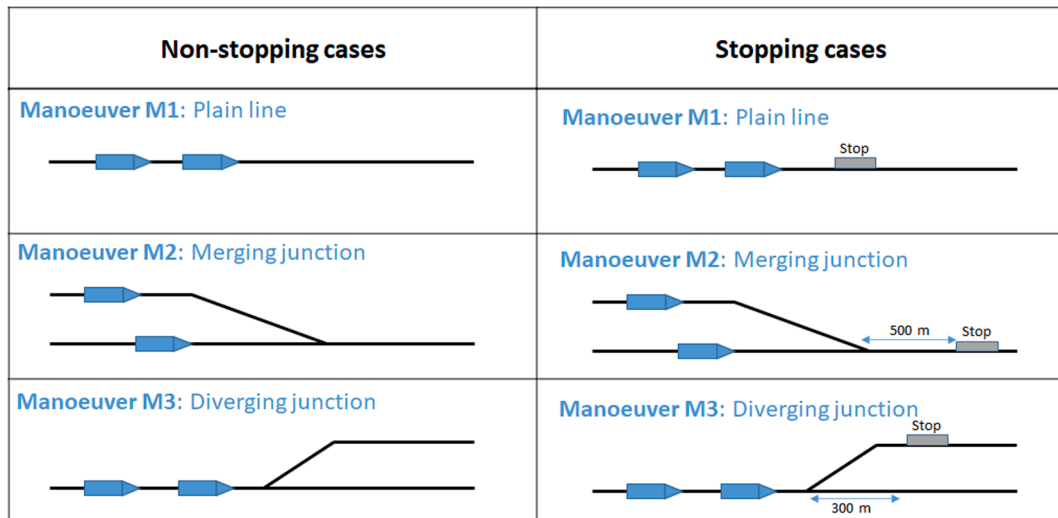 Non-stopping cases
Stopping cases
Manoeuver M1: Plain line
Manoeuver M1: Plain line
Stop
Manoeuver M2: Merging junction
Manoeuver M2: Merging junction
500 m
Stop
Manoeuver M3: Diverging junction
Manoeuver M3: Diverging junction
Stop
300 m